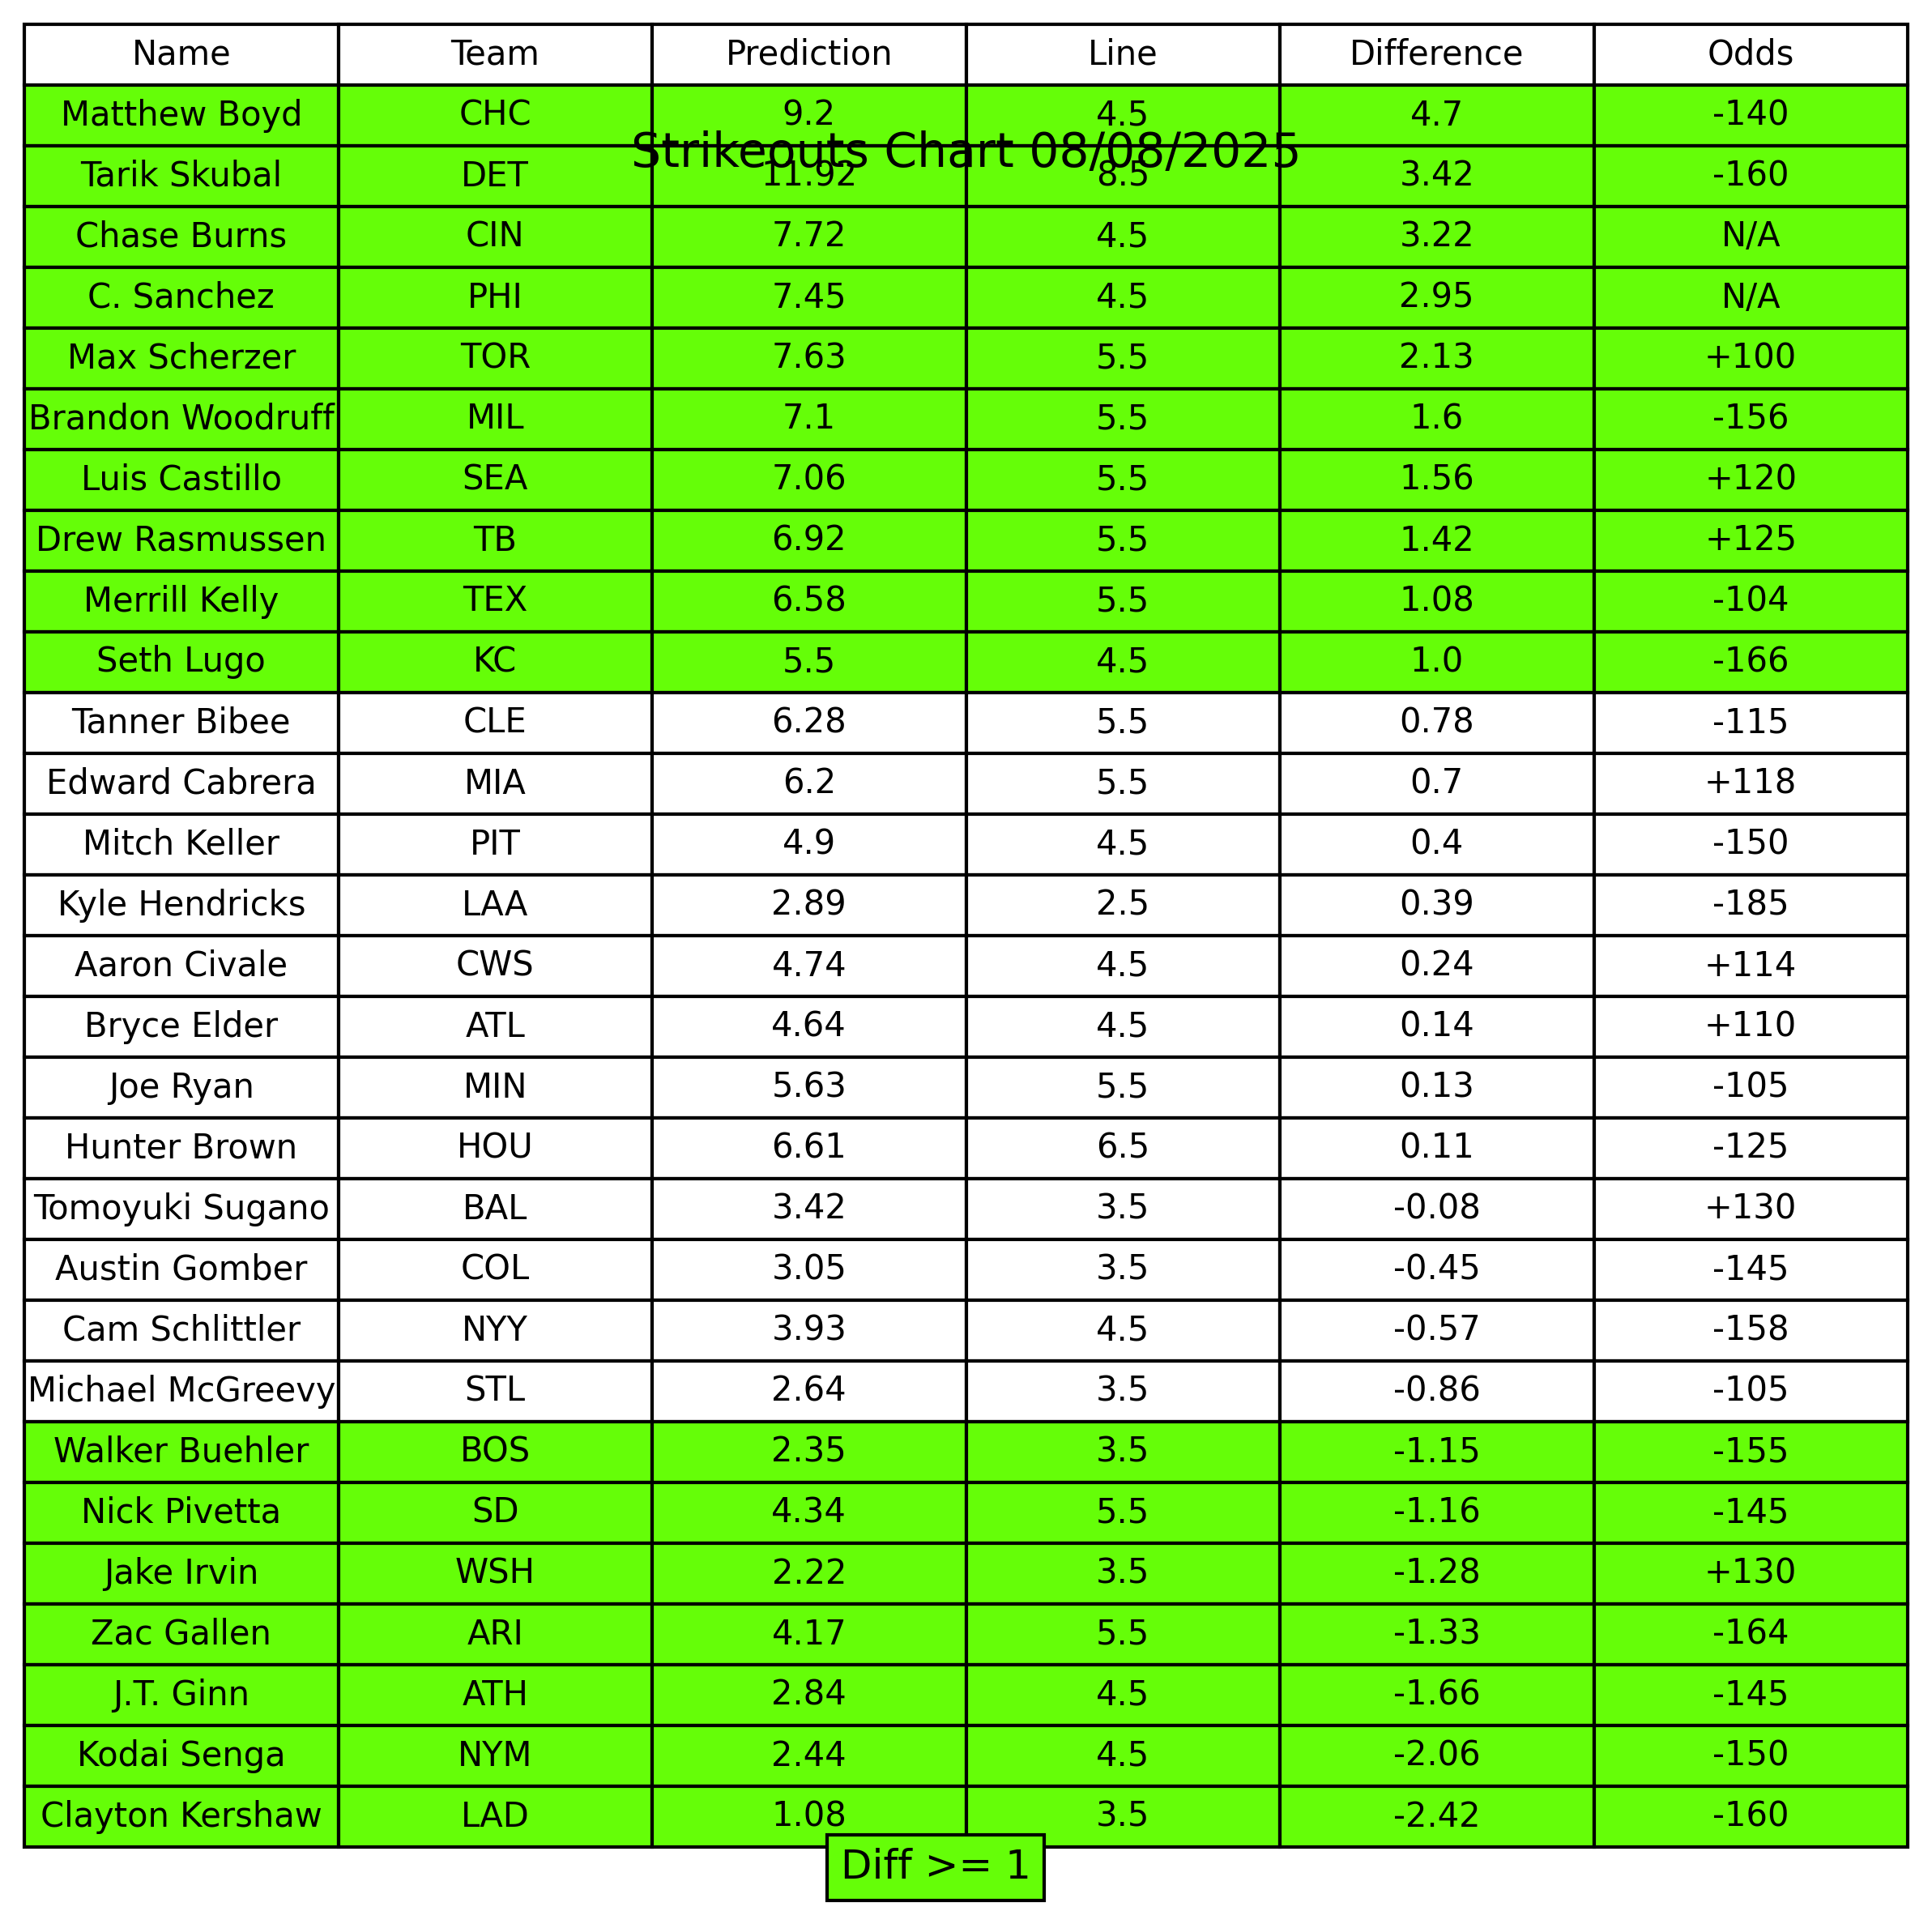 Name Team Prediction Line Difference Odds
Matthew Boyd CHC 9.2 4.5 4.7 -140
Strikeouts Chart 08/08/2025
Tarik Skubal DET 11.92 8.5 3.42 -160
Chase Burns CIN 7.72 4.5 3.22 N/A
C. Sanchez PHI 7.45 4.5 2.95 N/A
Max Scherzer TOR 7.63 5.5 2.13 +100
Brandon Woodruff MIL 7.1 5.5 1.6 -156
Luis Castillo SEA 7.06 5.5 1.56 +120
Drew Rasmussen TB 6.92 5.5 1.42 +125
Merrill Kelly TEX 6.58 5.5 1.08 -104
Seth Lugo KC 5.5 4.5 1.0 -166
Tanner Bibee CLE 6.28 5.5 0.78 -115
Edward Cabrera MIA 6.2 5.5 0.7 +118
Mitch Keller PIT 4.9 4.5 0.4 -150
Kyle Hendricks LAA 2.89 2.5 0.39 -185
Aaron Civale CWS 4.74 4.5 0.24 +114
Bryce Elder ATL 4.64 4.5 0.14 +110
Joe Ryan MIN 5.63 5.5 0.13 -105
Hunter Brown HOU 6.61 6.5 0.11 -125
Tomoyuki Sugano BAL 3.42 3.5 -0.08 +130
Austin Gomber COL 3.05 3.5 -0.45 -145
Cam Schlittler NYY 3.93 4.5 -0.57 -158
Michael McGreevy STL 2.64 3.5 -0.86 -105
Walker Buehler BOS 2.35 3.5 -1.15 -155
Nick Pivetta SD 4.34 5.5 -1.16 -145
Jake Irvin WSH 2.22 3.5 -1.28 +130
Zac Gallen ARI 4.17 5.5 -1.33 -164
J.T. Ginn ATH 2.84 4.5 -1.66 -145
Kodai Senga NYM 2.44 4.5 -2.06 -150
Clayton Kershaw LAD 1.08 3.5 -2.42 -160
Diff >= 1